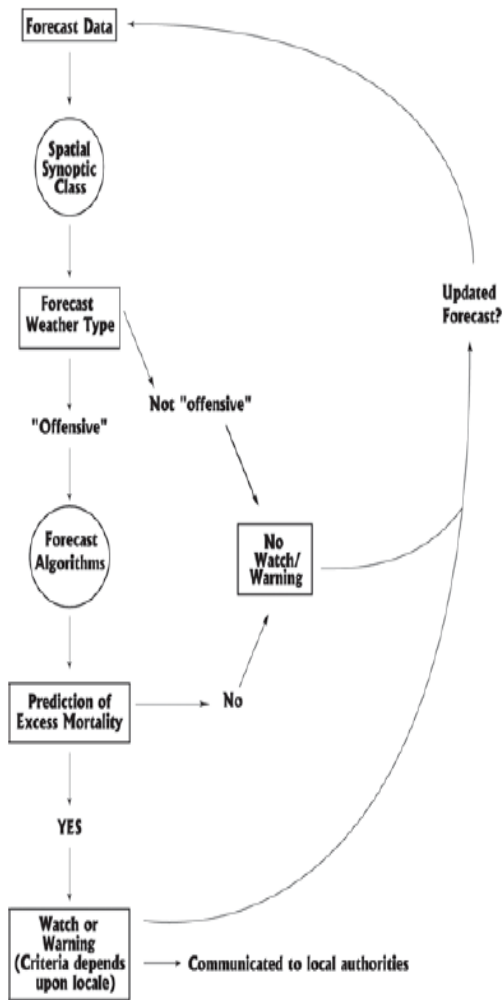 Forecast Data
Spatial
Synoptic
Class
Forecast
Weather Type
Updated
Forecast?
Not "offensive"
"Offensive"
Forecast
Algorithms
No
Watch/
Warning
Prediction of
Excess Mortality
No
YES
Watch or
Warning
(Criteria depends
upon locale)
Communicated to local authorities